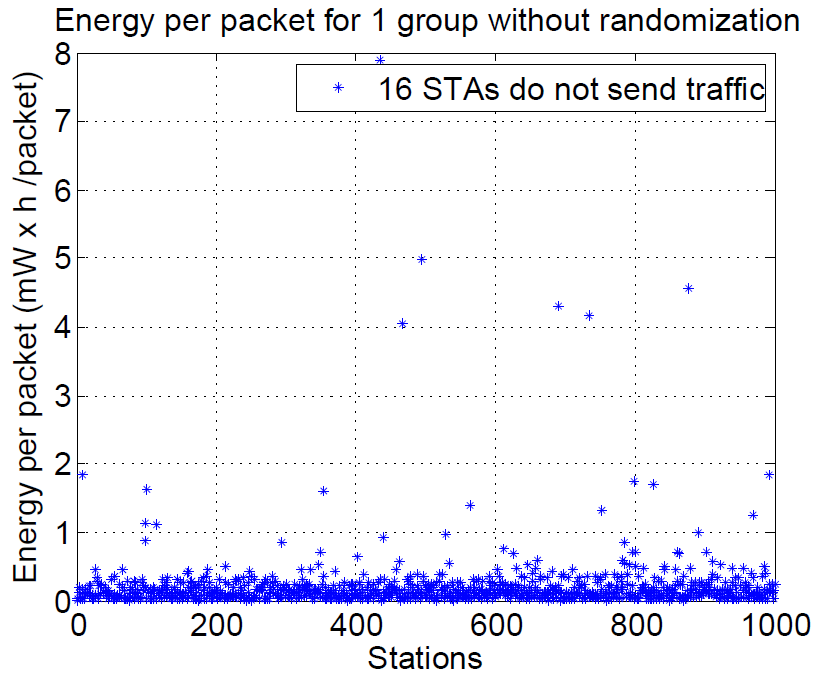 Energy per packet for 1 group without randomization
16 STAs do not send traffic
Energy per packet (mW x h /packet)
8
7
6
5
4
3
2
1
0
0 200 400 600 800 1000
Stations